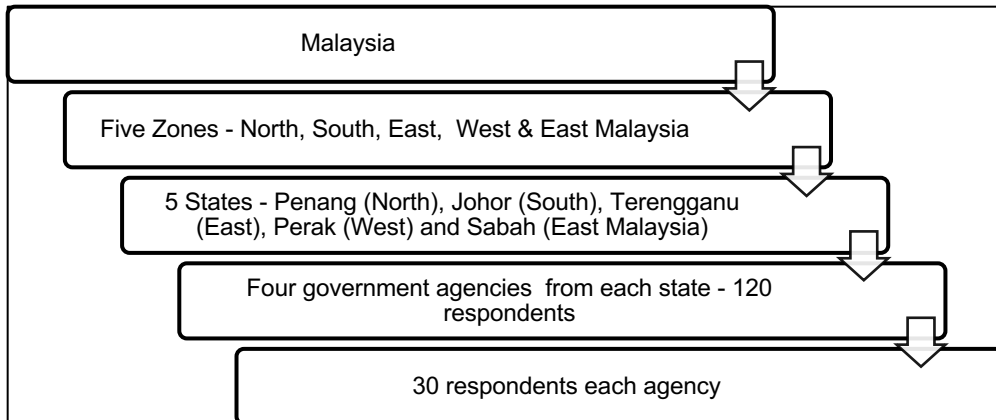 Malaysia
Five Zones - North, South, East, West & East Malaysia
5 States - Penang (North), Johor (South), Terengganu
(East), Perak (West) and Sabah (East Malaysia)
Four government agencies from each state - 120
respondents
30 respondents each agency